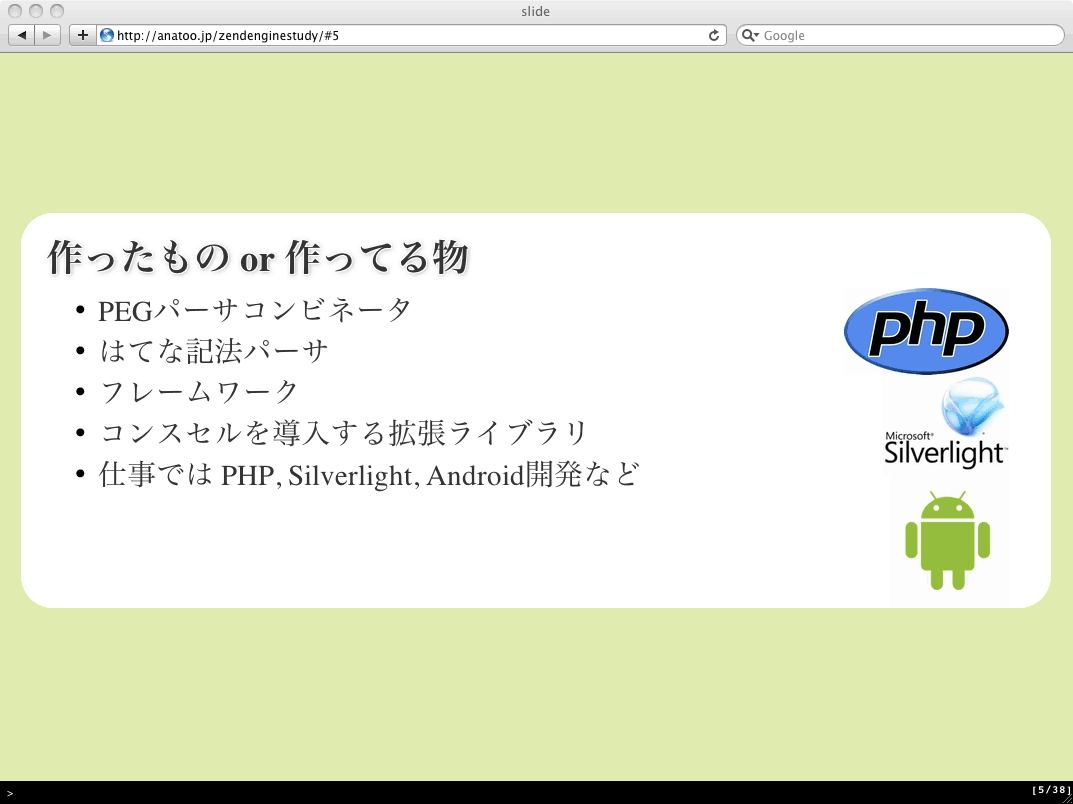 slide
http://anatoo.jp/zendenginestudy/#5
Google
作ったもの or 作ってる物
• PEGパーサコンビネータ
• はてな記法パーサ
• フレームワーク
• コンスセルを導入する拡張ライブラリ
• 仕事では PHP, Silverlight, Android開発など
php
Microsoft®
Silverlight™
>
[5/38]